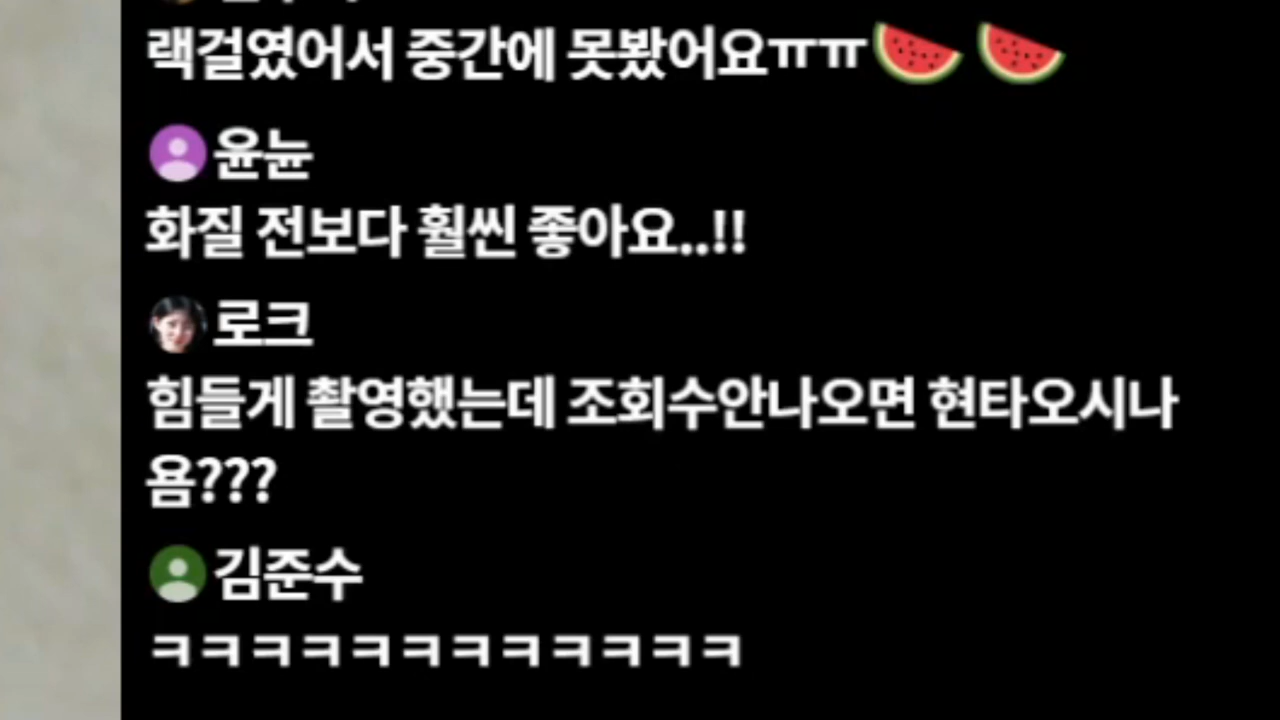 랙걸였어서 중간에 못봤어요ㅠㅠ🍉 🍉
윤뉸
화질 전보다 훨씬 좋아요..!!
로크
힘들게 촬영했는데 조회수안나오면 현타오시나
욤???
김준수
ㅋㅋㅋㅋㅋㅋㅋㅋㅋㅋㅋㅋ